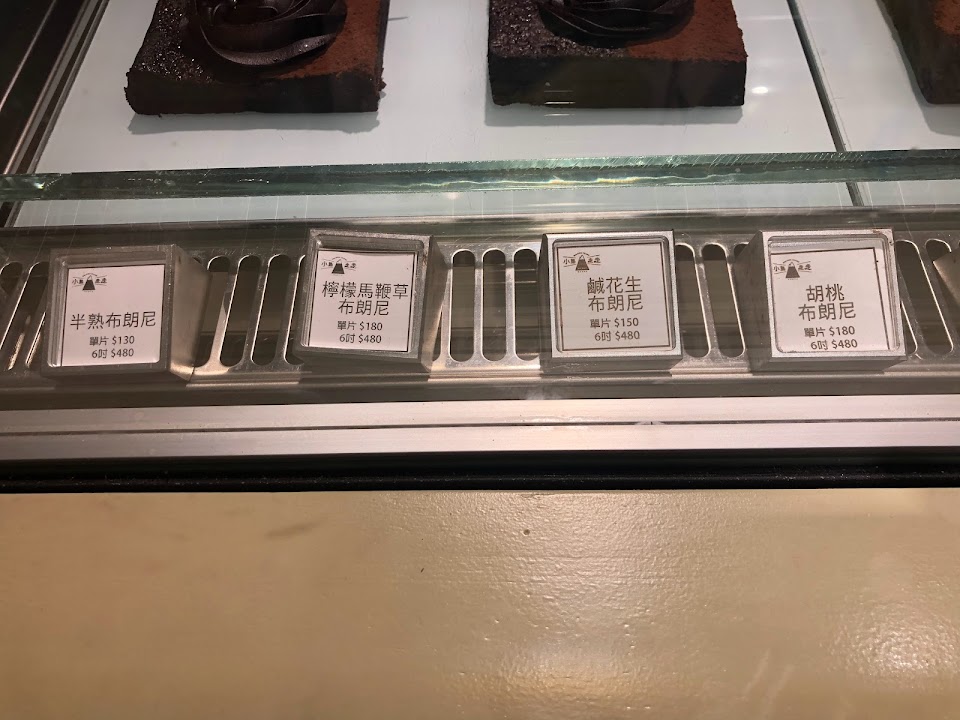 半熟布朗尼
單片 $130
6吋 $480
檸檬馬鞭草
布朗尼
單片 $180
6吋 $480
鹹花生
布朗尼
單片 $150
6吋 $480
胡桃
布朗尼
單片 $180
6吋 $480